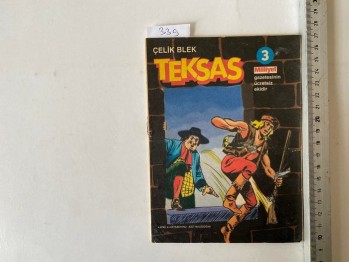 339
ÇELİK BLEK
TEKSAS
3
Milliyet
gazetesinin
ücretsiz
ekidir